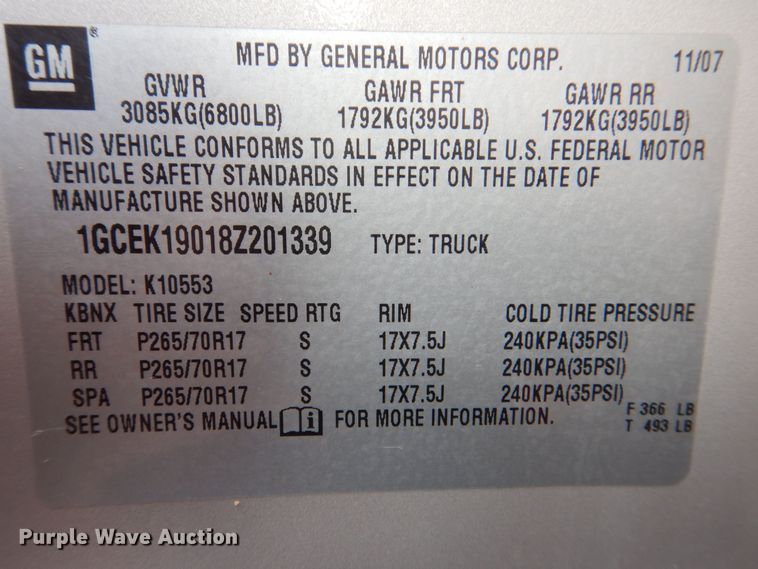 GM ®
MFD BY GENERAL MOTORS CORP. 11/07
GVWR GAWR FRT GAWR RR
3085KG(6800LB) 1792KG(3950LB) 1792KG(3950LB)
THIS VEHICLE CONFORMS TO ALL APPLICABLE U.S. FEDERAL MOTOR
VEHICLE SAFETY STANDARDS IN EFFECT ON THE DATE OF
MANUFACTURE SHOWN ABOVE.
1GCEK19018Z201339 TYPE: TRUCK
MODEL: K10553
KBNX TIRE SIZE SPEED RTG RIM COLD TIRE PRESSURE
FRT P265/70R17 S 17X7.5J 240KPA(35PSI)
RR P265/70R17 S 17X7.5J 240KPA(35PSI)
SPA P265/70R17 S 17X7.5J 240KPA(35PSI)
SEE OWNER'S MANUAL i FOR MORE INFORMATION.
F 366 LB
T 493 LB
Purple Wave Auction